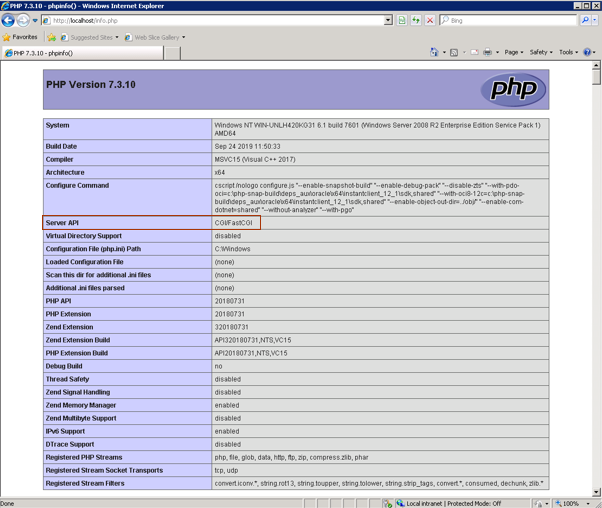 PHP 7.3.10 - phpinfo() - Windows Internet Explorer
http://localhost/info.php
Bing
Favorites
Suggested Sites
Web Slice Gallery
PHP 7.3.10 - phpinfo()
Page
Safety
Tools
PHP Version 7.3.10
php
System Windows NT WIN-UNLH420KG31 6.1 build 7601 (Windows Server 2008 R2 Enterprise Edition Service Pack 1)
AMD64
Build Date Sep 24 2019 11:50:33
Compiler MSVC15 (Visual C++ 2017)
Architecture x64
Configure Command cscript /nologo configure.js "--enable-snapshot-build" "--enable-debug-pack" "--disable-zts" "--with-pdo-
oci=c:\php-snap-build\deps_aux\oracle\x64\instantclient_12_1\sdk,shared" "--with-oci8-12c=c:\php-snap-
build\deps_aux\oracle\x64\instantclient_12_1\sdk,shared" "--enable-object-out-dir=../obj/" "--enable-com-
dotnet=shared" "--without-analyzer" "--with-pgo"
Server API CGI/FastCGI
Virtual Directory Support disabled
Configuration File (php.ini) Path C:\Windows
Loaded Configuration File (none)
Scan this dir for additional .ini files (none)
Additional .ini files parsed (none)
PHP API 20180731
PHP Extension 20180731
Zend Extension 320180731
Zend Extension Build API320180731,NTS,VC15
PHP Extension Build API20180731,NTS,VC15
Debug Build no
Thread Safety disabled
Zend Signal Handling disabled
Zend Memory Manager enabled
Zend Multibyte Support disabled
IPv6 Support enabled
DTrace Support disabled
Registered PHP Streams php, file, glob, data, http, ftp, zip, compress.zlib, phar
Registered Stream Socket Transports tcp, udp
Registered Stream Filters convert.iconv.*, string.rot13, string.toupper, string.tolower, string.strip_tags, convert.*, consumed, dechunk, zlib.*
Done
Local intranet | Protected Mode: Off
100%